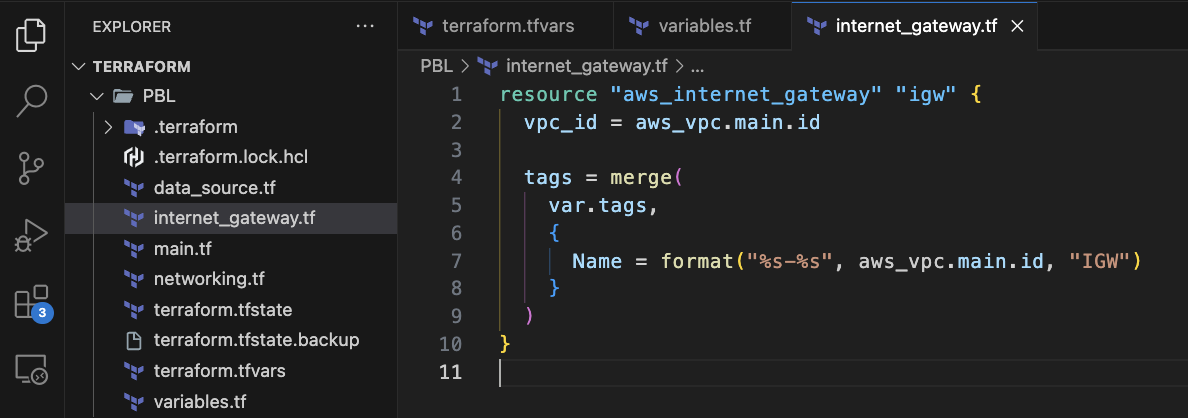 EXPLORER
TERRAFORM
PBL
.terraform
.terraform.lock.hcl
data_source.tf
internet_gateway.tf
main.tf
networking.tf
terraform.tfstate
terraform.tfstate.backup
terraform.tfvars
variables.tf
3
terraform.tfvars variables.tf internet_gateway.tf
PBL > internet_gateway.tf > ...
1 resource "aws_internet_gateway" "igw" {
2   vpc_id = aws_vpc.main.id
3
4   tags = merge(
5     var.tags,
6     {
7       Name = format("%s-%s", aws_vpc.main.id, "IGW")
8     }
9   )
10 }
11